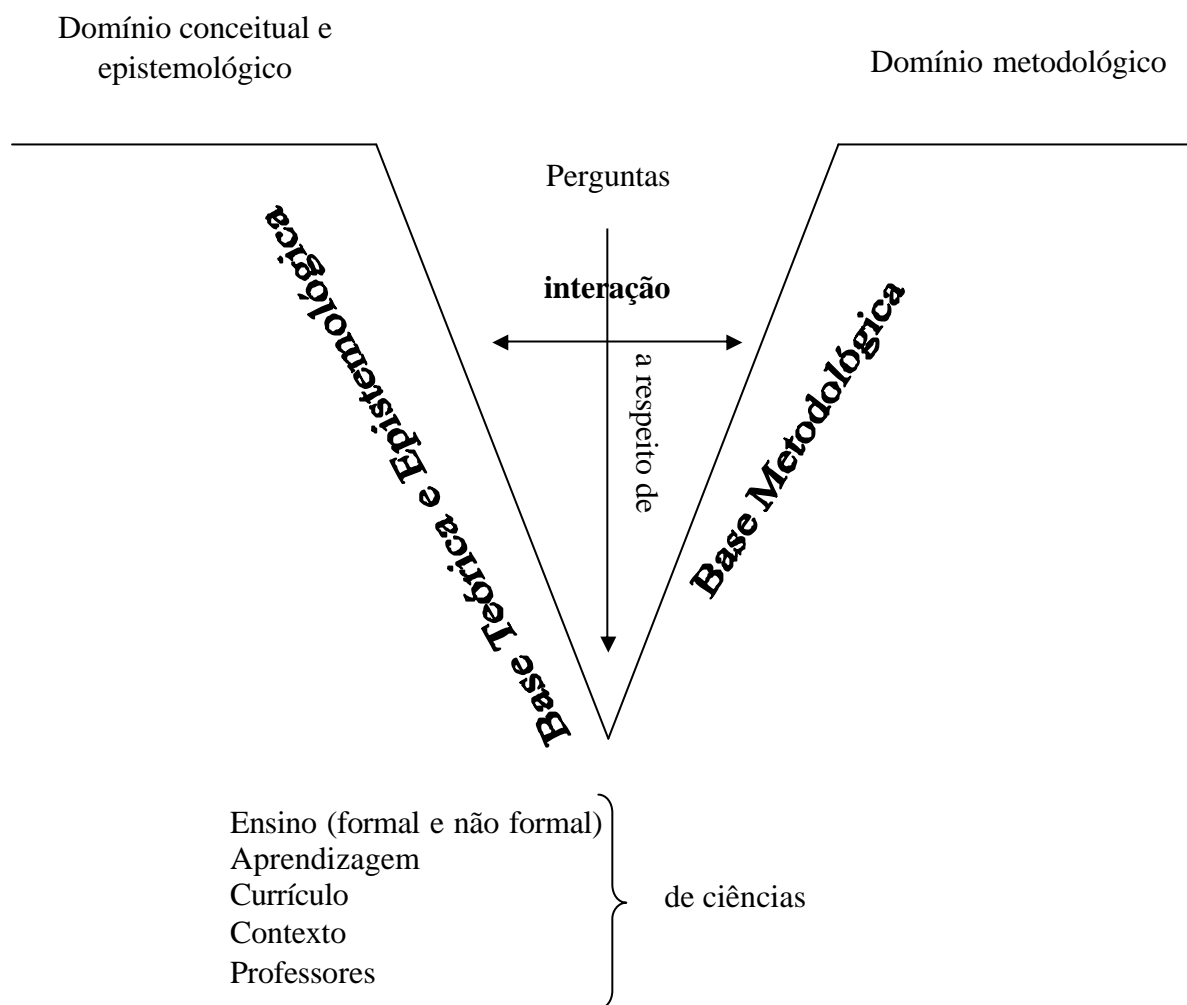 Domínio conceitual e
epistemológico
Domínio metodológico
Perguntas
interação
a respeito de
Base Teórica e Epistemológica
Base Metodológica
Ensino (formal e não formal)
Aprendizagem
Currículo
Contexto
Professores
de ciências